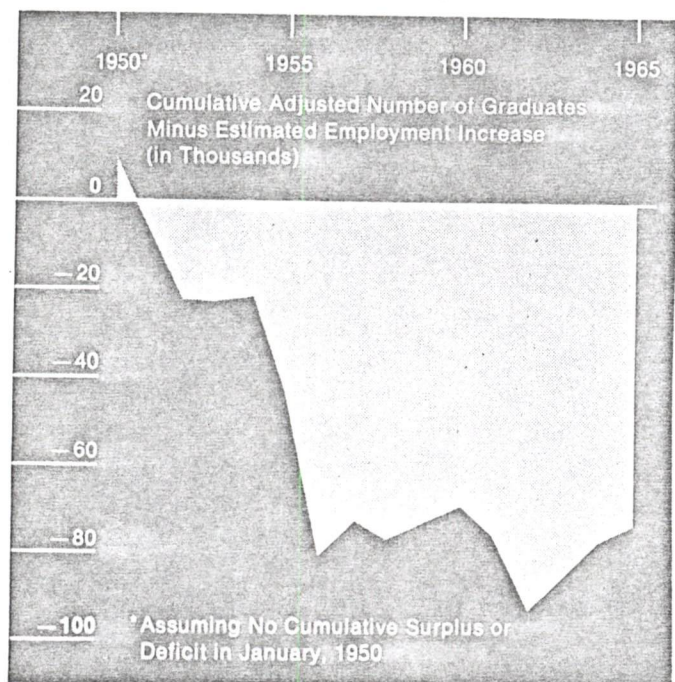 1950* 1955 1960 1965
20
Cumulative Adjusted Number of Graduates
Minus Estimated Employment Increase
(in Thousands)
0
—20
—40
—60
—80
—100
*Assuming No Cumulative Surplus or
Deficit in January, 1950